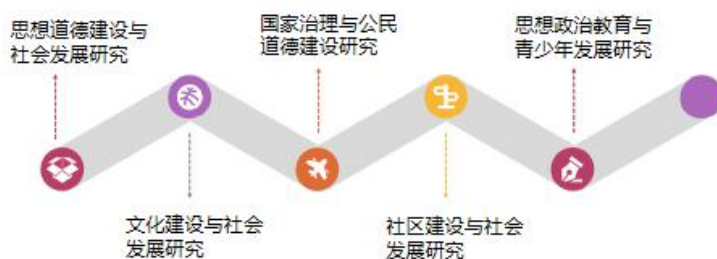 思想道德建设与
社会发展研究
文化建设与社会
发展研究
国家治理与公民
道德建设研究
社区建设与社会
发展研究
思想政治教育与
青少年发展研究